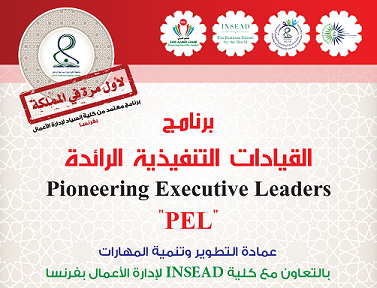 INSEAD
The Business School
for the World
لأول مرة في المملكة
برنامج معتمد من كلية انسياد لإدارة الأعمال
بفرنسا
برنامج
القيادات التنفيذية الرائدة
Pioneering Executive Leaders
"PEL"
عمادة التطوير وتنمية المهارات
بالتعاون مع كلية INSEAD لإدارة الأعمال بفرنسا